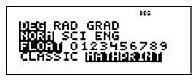 DEG
DEG RAD GRAD
NORM SCI ENG
FLOAT 0123456789
CLASSIC MATHPRINT